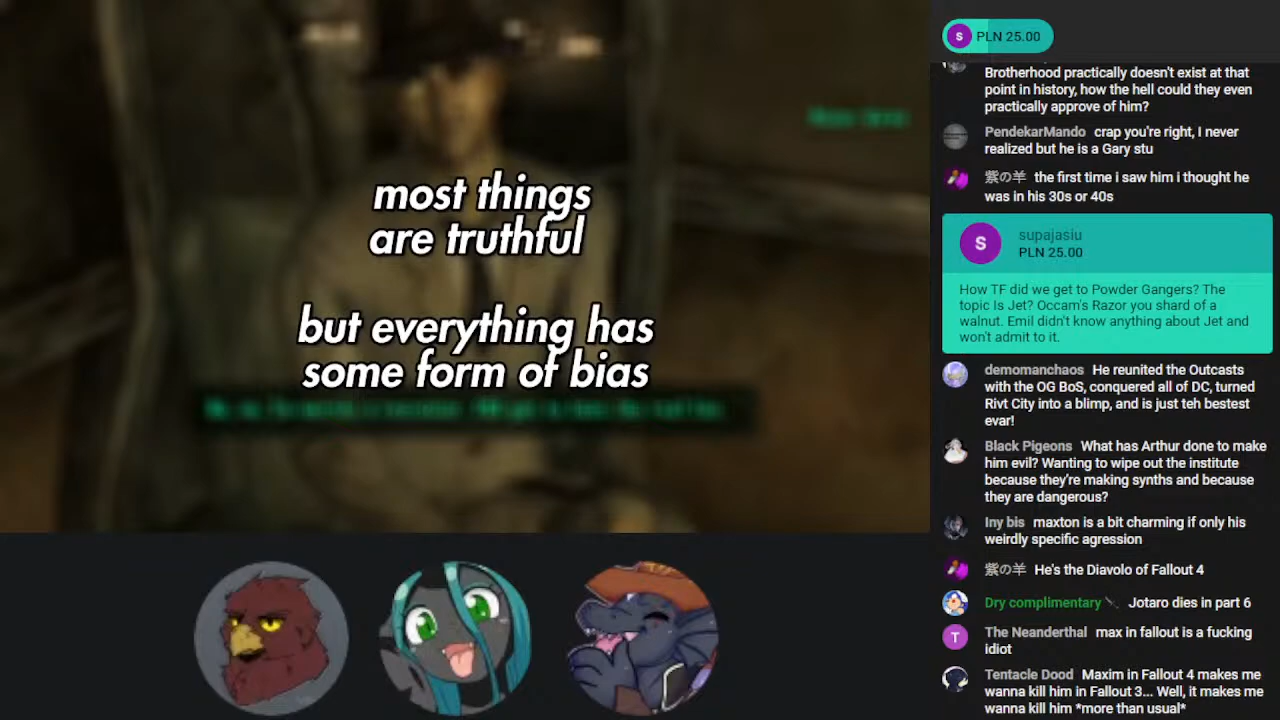 most things
are truthful
but everything has
some form of bias
S PLN 25.00
Brotherhood practically doesn't exist at that
point in history, how the hell could they even
practically approve of him?
PendekarMando crap you're right, I never
realized but he is a Gary stu
紫の羊 the first time i saw him i thought he
was in his 30s or 40s
S supajasiu
PLN 25.00
How TF did we get to Powder Gangers? The
topic Is Jet? Occam's Razor you shard of a
walnut. Emil didn't know anything about Jet and
won't admit to it.
demomanchaos He reunited the Outcasts
with the OG BoS, conquered all of DC, turned
Rivt City into a blimp, and is just teh bestest
evar!
Black Pigeons What has Arthur done to make
him evil? Wanting to wipe out the institute
because they're making synths and because
they are dangerous?
Iny bis maxton is a bit charming if only his
weirdly specific agression
紫の羊 He's the Diavolo of Fallout 4
Dry complimentary Jotaro dies in part 6
T The Neanderthal max in fallout is a fucking
idiot
Tentacle Dood Maxim in Fallout 4 makes me
wanna kill him in Fallout 3... Well, it makes me
wanna kill him *more than usual*